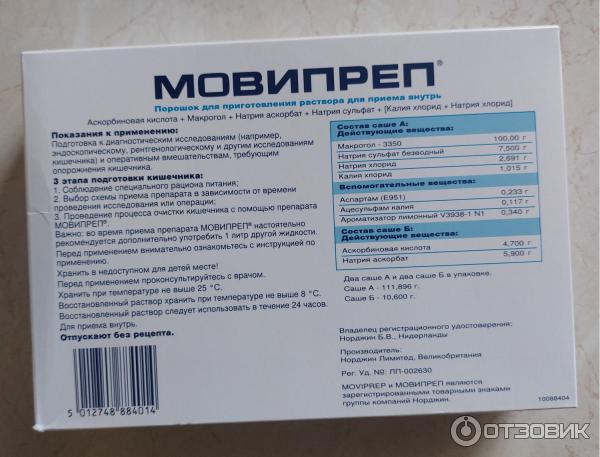 МОВИПРЕП®
Порошок для приготовления раствора для приема внутрь
Аскорбиновая кислота + Макрогол + Натрия аскорбат + Натрия сульфат + [Калия хлорид + Натрия хлорид]
Показания к применению:
Подготовка к диагностическим исследованиям (например,
эндоскопическому, рентгенологическому и другим исследованиям
кишечника) и оперативным вмешательствам, требующим
опорожнения кишечника.
3 этапа подготовки кишечника:
1. Соблюдение специального рациона питания;
2. Выбор схемы приема препарата в зависимости от времени
проведения исследования или операции;
3. Проведение процесса очистки кишечника с помощью препарата
МОВИПРЕП®.
Важно: во время приема препарата МОВИПРЕП® настоятельно
рекомендуется дополнительно употребить 1 литр другой жидкости.
Перед применением внимательно ознакомьтесь с инструкцией по
применению.
Хранить в недоступном для детей месте!
Перед применением проконсультируйтесь с врачом.
Хранить при температуре не выше 25 °С.
Восстановленный раствор хранить при температуре не выше 8 °С.
Восстановленный раствор следует использовать в течение 24 часов.
Для приема внутрь.
Отпускают без рецепта.
5 012748 884014
Состав саше А:
Действующие вещества:
Макрогол - 3350 100,00 г
Натрия сульфат безводный 7,500 г
Натрия хлорид 2,691 г
Калия хлорид 1,015 г
Вспомогательные вещества:
Аспартам (Е951) 0,233 г
Ацесульфам калия 0,117 г
Ароматизатор лимонный V3938-1 N1 0,340 г
Состав саше Б:
Действующие вещества:
Аскорбиновая кислота 4,700 г
Натрия аскорбат 5,900 г
Два саше А и два саше Б в упаковке.
Саше А - 111,896 г.
Саше Б - 10,600 г.
Владелец регистрационного удостоверения:
Норджин Б.В., Нидерланды
Производитель:
Норджин Лимитед, Великобритания
Рег. Уд. №: ЛП-002630
MOVIPREP и МОВИПРЕП являются
зарегистрированными товарными знаками
группы компаний Норджин.
10088404
ОТЗОВИК